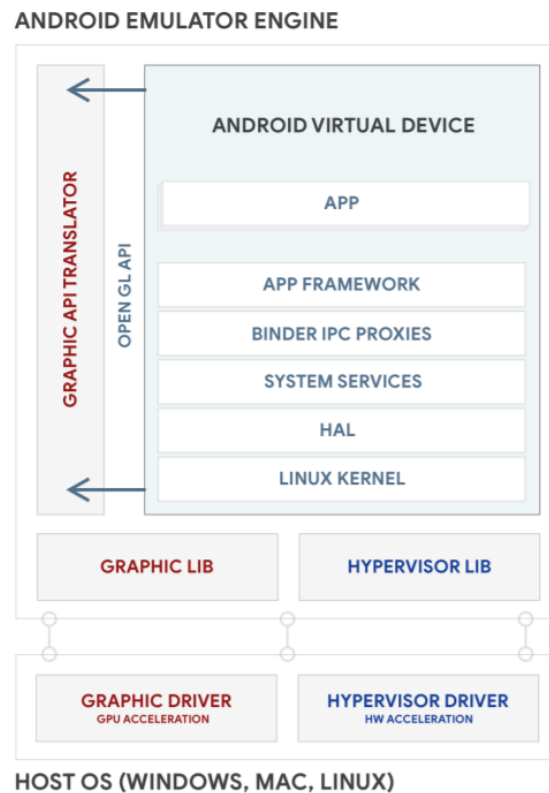 ANDROID EMULATOR ENGINE
GRAPHIC API TRANSLATOR
OPEN GL API
ANDROID VIRTUAL DEVICE
APP
APP FRAMEWORK
BINDER IPC PROXIES
SYSTEM SERVICES
HAL
LINUX KERNEL
GRAPHIC LIB
HYPERVISOR LIB
GRAPHIC DRIVER
GPU ACCELERATION
HYPERVISOR DRIVER
HW ACCELERATION
HOST OS (WINDOWS, MAC, LINUX)